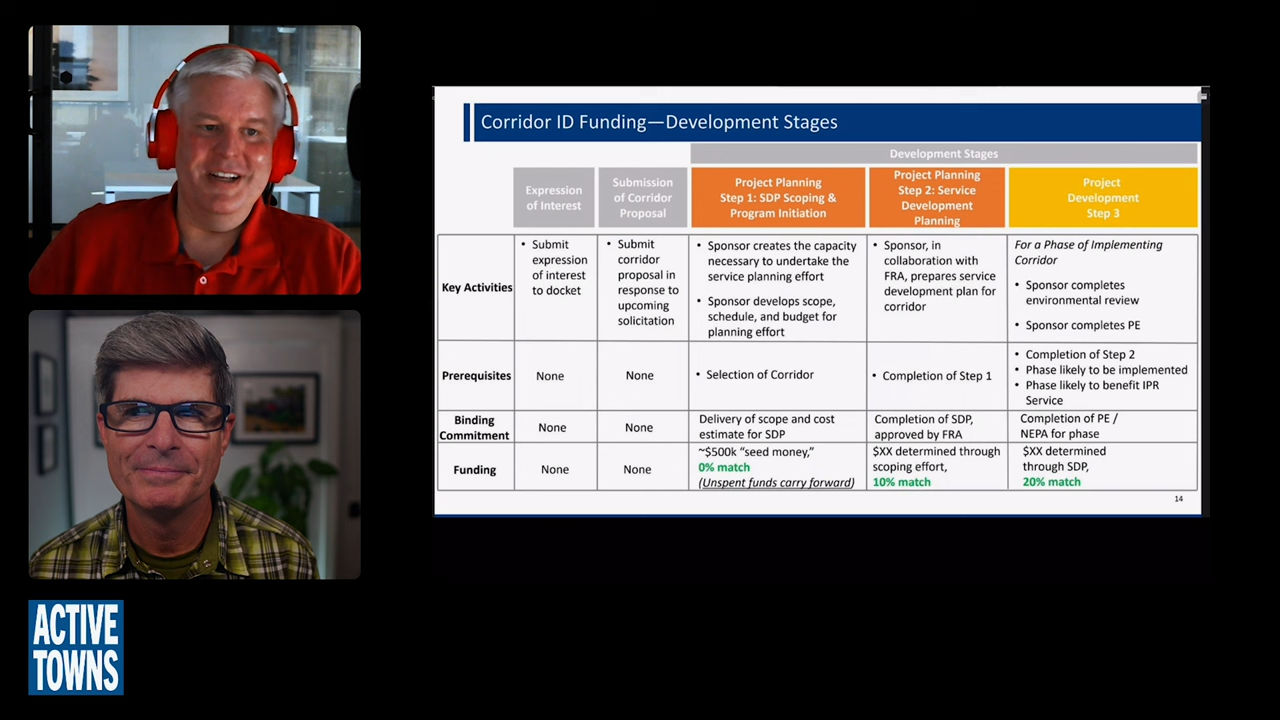 Corridor ID Funding—Development Stages
Development Stages
Expression
of Interest
Submission
of Corridor
Proposal
Project Planning
Step 1: SDP Scoping &
Program Initiation
Project Planning
Step 2: Service
Development
Planning
Project
Development
Step 3
Key Activities
• Submit
expression
of interest
to docket
• Submit
corridor
proposal in
response to
upcoming
solicitation
• Sponsor creates the capacity
necessary to undertake the
service planning effort
• Sponsor develops scope,
schedule, and budget for
planning effort
• Sponsor, in
collaboration with
FRA, prepares service
development plan for
corridor
For a Phase of Implementing
Corridor
• Sponsor completes
environmental review
• Sponsor completes PE
Prerequisites
None
None
• Selection of Corridor
• Completion of Step 1
• Completion of Step 2
• Phase likely to be implemented
• Phase likely to benefit IPR
Service
Binding
Commitment
None
None
Delivery of scope and cost
estimate for SDP
Completion of SDP,
approved by FRA
Completion of PE /
NEPA for phase
Funding
None
None
~$500k “seed money,”
0% match
(Unspent funds carry forward)
$XX determined through
scoping effort,
10% match
$XX determined
through SDP,
20% match
14
ACTIVE
TOWNS